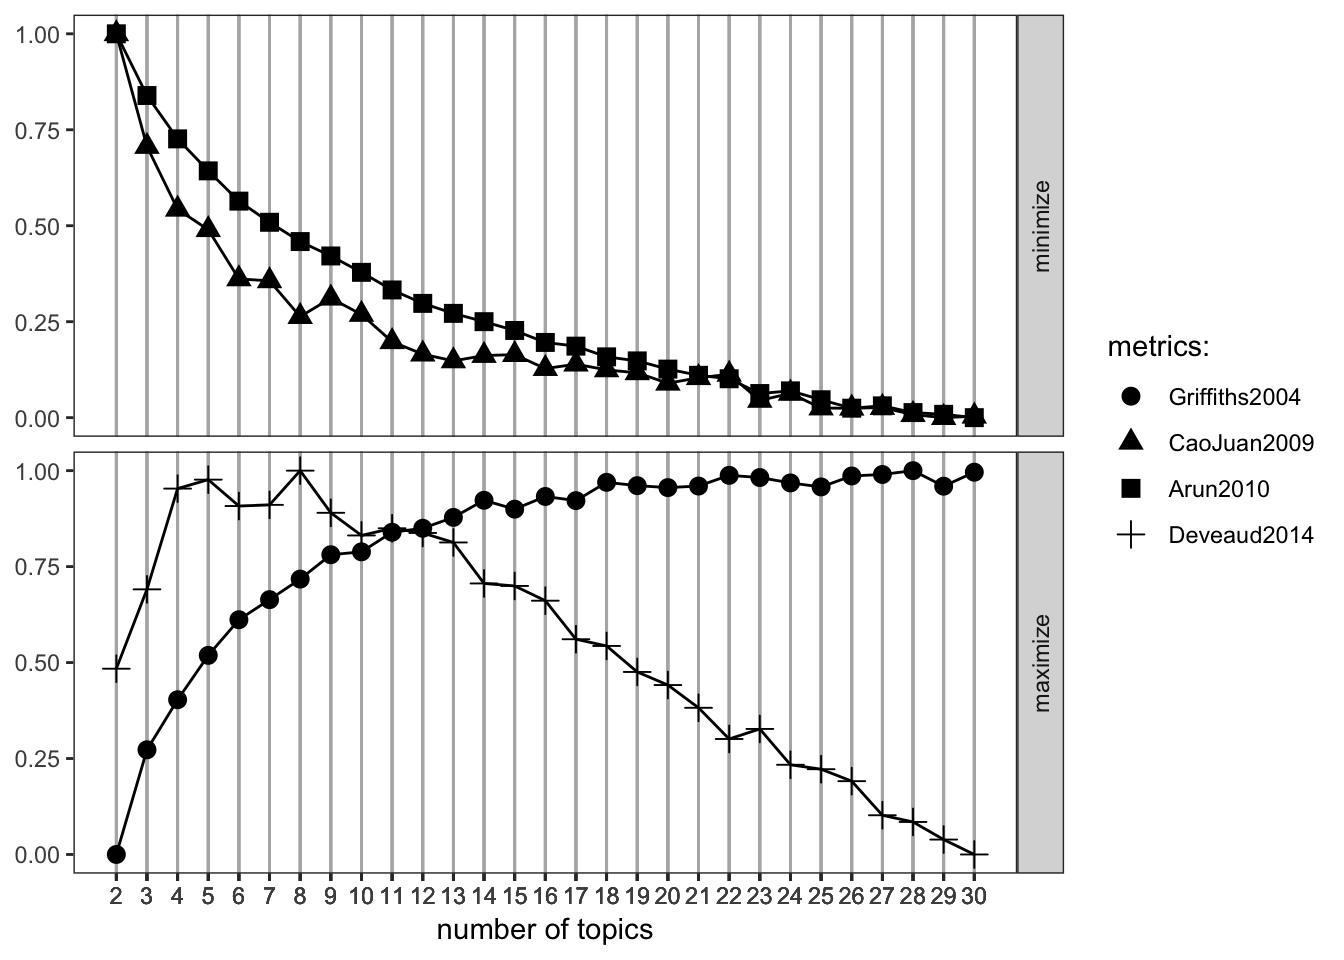 1.00
0.75
0.50
0.25
0.00
minimize
1.00
0.75
0.50
0.25
0.00
maximize
2 3 4 5 6 7 8 9 10 11 12 13 14 15 16 17 18 19 20 21 22 23 24 25 26 27 28 29 30
number of topics
metrics:
Griffiths2004
CaoJuan2009
Arun2010
Deveaud2014